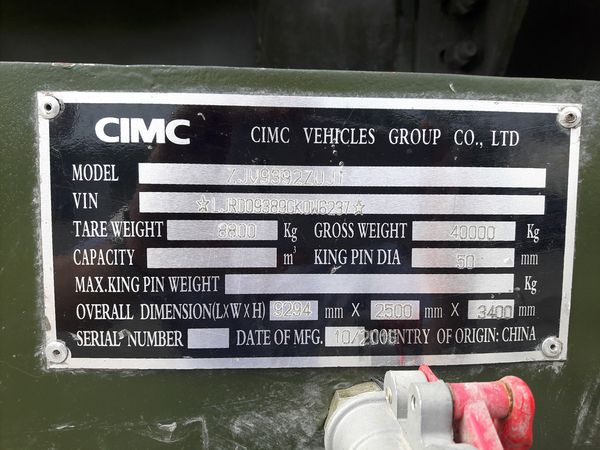 CIMC CIMC VEHICLES GROUP CO., LTD
MODEL
VIN
TARE WEIGHT 8800 Kg GROSS WEIGHT 40000 Kg
CAPACITY m³ KING PIN DIA 50 mm
MAX.KING PIN WEIGHT Kg
OVERALL DIMENSION(L×W×H) 9294 mm × 2500 mm × 3400 mm
SERIAL NUMBER DATE OF MFG. COUNTRY OF ORIGIN: CHINA